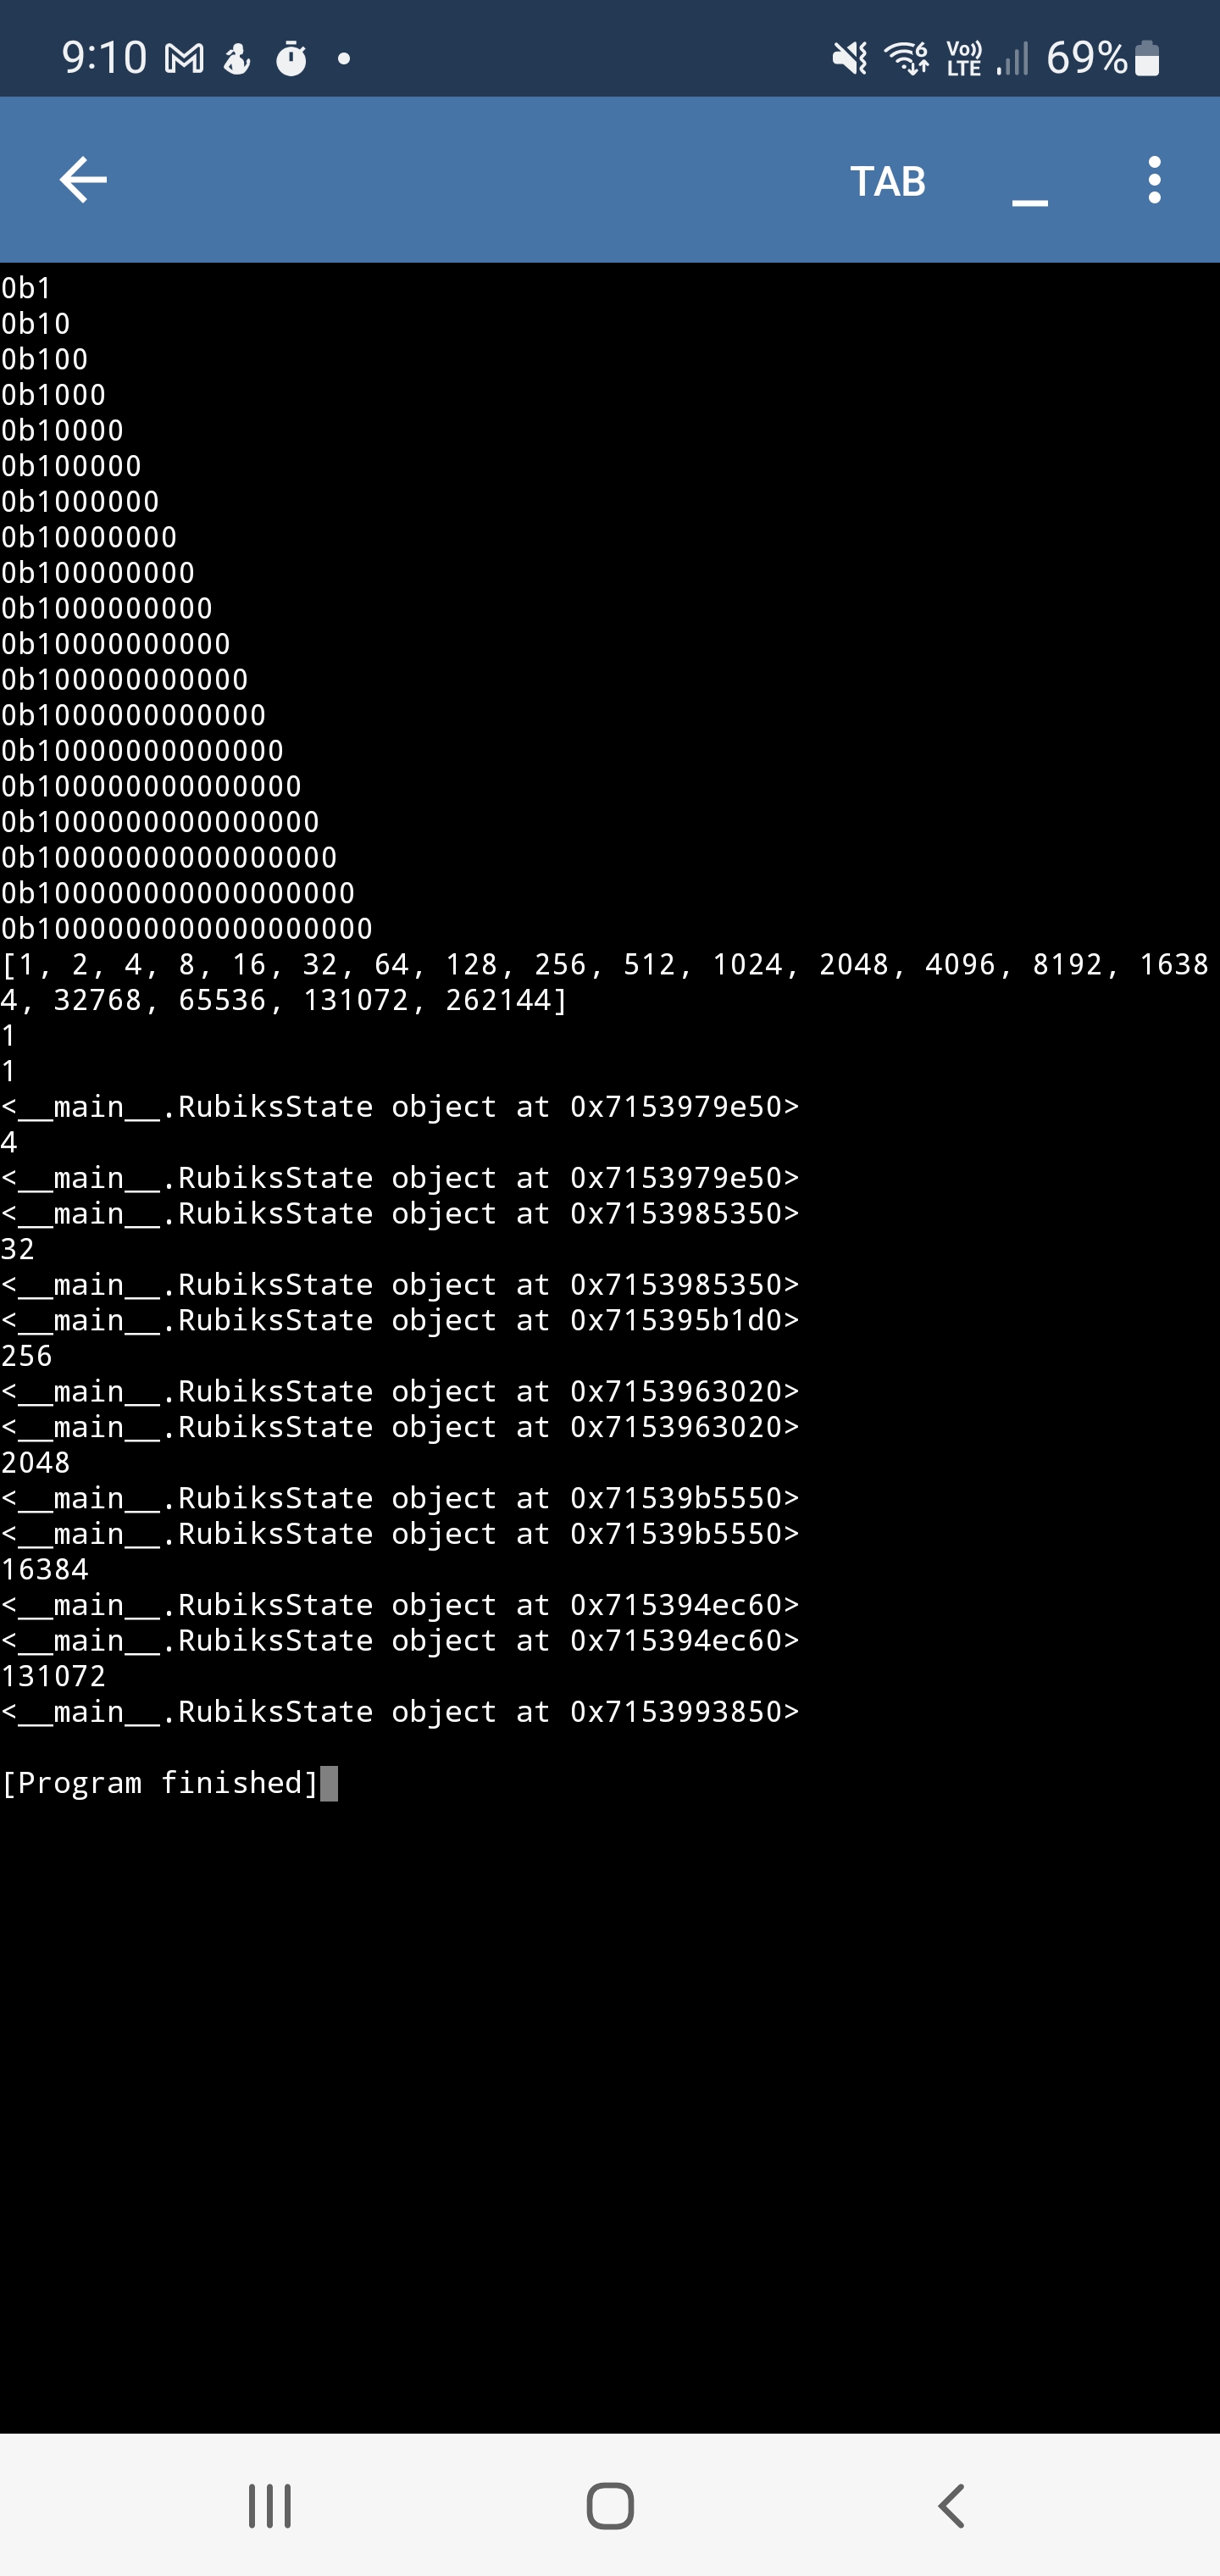 9:10
6 Vo)) LTE 69%
TAB
0b1
0b10
0b100
0b1000
0b10000
0b100000
0b1000000
0b10000000
0b100000000
0b1000000000
0b10000000000
0b100000000000
0b1000000000000
0b10000000000000
0b100000000000000
0b1000000000000000
0b10000000000000000
0b100000000000000000
0b1000000000000000000
[1, 2, 4, 8, 16, 32, 64, 128, 256, 512, 1024, 2048, 4096, 8192, 1638
4, 32768, 65536, 131072, 262144]
1
1
<__main__.RubiksState object at 0x7153979e50>
4
<__main__.RubiksState object at 0x7153979e50>
<__main__.RubiksState object at 0x7153985350>
32
<__main__.RubiksState object at 0x7153985350>
<__main__.RubiksState object at 0x715395b1d0>
256
<__main__.RubiksState object at 0x7153963020>
<__main__.RubiksState object at 0x7153963020>
2048
<__main__.RubiksState object at 0x71539b5550>
<__main__.RubiksState object at 0x71539b5550>
16384
<__main__.RubiksState object at 0x715394ec60>
<__main__.RubiksState object at 0x715394ec60>
131072
<__main__.RubiksState object at 0x7153993850>
[Program finished]